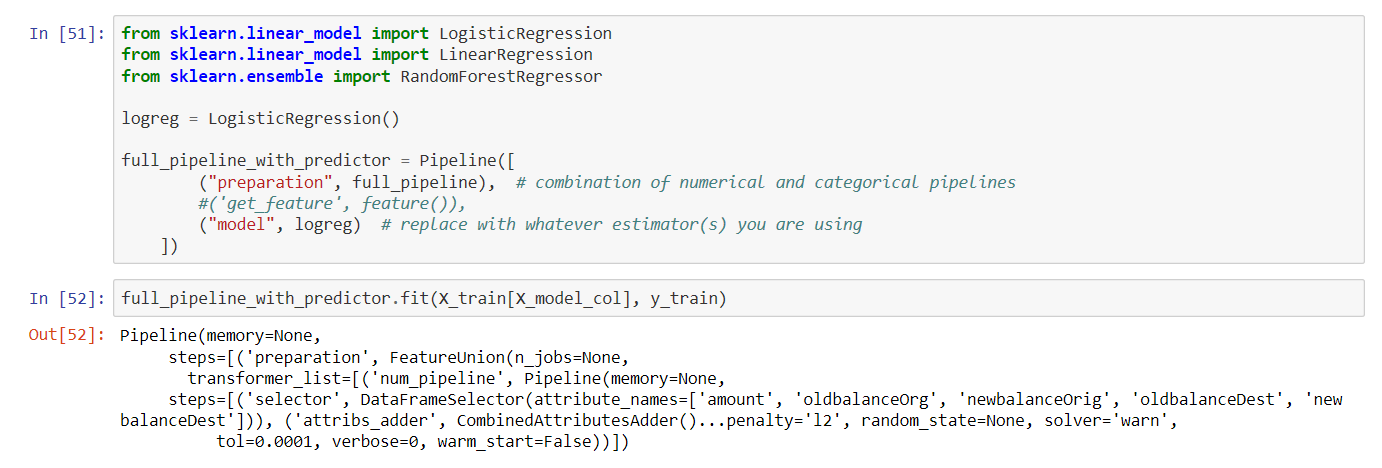 In [51]: from sklearn.linear_model import LogisticRegression
from sklearn.linear_model import LinearRegression
from sklearn.ensemble import RandomForestRegressor
logreg = LogisticRegression()
full_pipeline_with_predictor = Pipeline([
("preparation", full_pipeline),  # combination of numerical and categorical pipelines
#('get_feature', feature()),
("model", logreg)  # replace with whatever estimator(s) you are using
])
In [52]: full_pipeline_with_predictor.fit(X_train[X_model_col], y_train)
Out[52]: Pipeline(memory=None,
steps=[('preparation', FeatureUnion(n_jobs=None,
transformer_list=[('num_pipeline', Pipeline(memory=None,
steps=[('selector', DataFrameSelector(attribute_names=['amount', 'oldbalanceOrg', 'newbalanceOrig', 'oldbalanceDest', 'new
balanceDest'])), ('attribs_adder', CombinedAttributesAdder()...penalty='l2', random_state=None, solver='warn',
tol=0.0001, verbose=0, warm_start=False))])